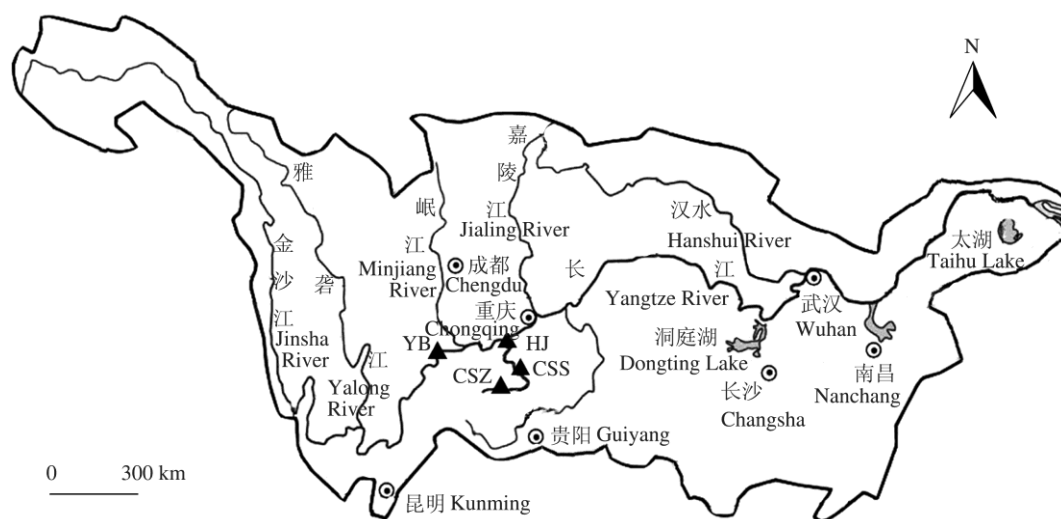 N
嘉陵江
Jialing River
雅砻江
Yalong
River
岷江
Minjiang
River
汉水
Hanshui River
太湖
Taihu Lake
金沙江
Jinsha
River
成都
Chengdu
长江
Yangtze River
武汉
Wuhan
重庆
Chongqing
YB
HJ
CSS
CSZ
洞庭湖
Dongting Lake
长沙
Changsha
南昌
Nanchang
贵阳 Guiyang
昆明 Kunming
0 300 km